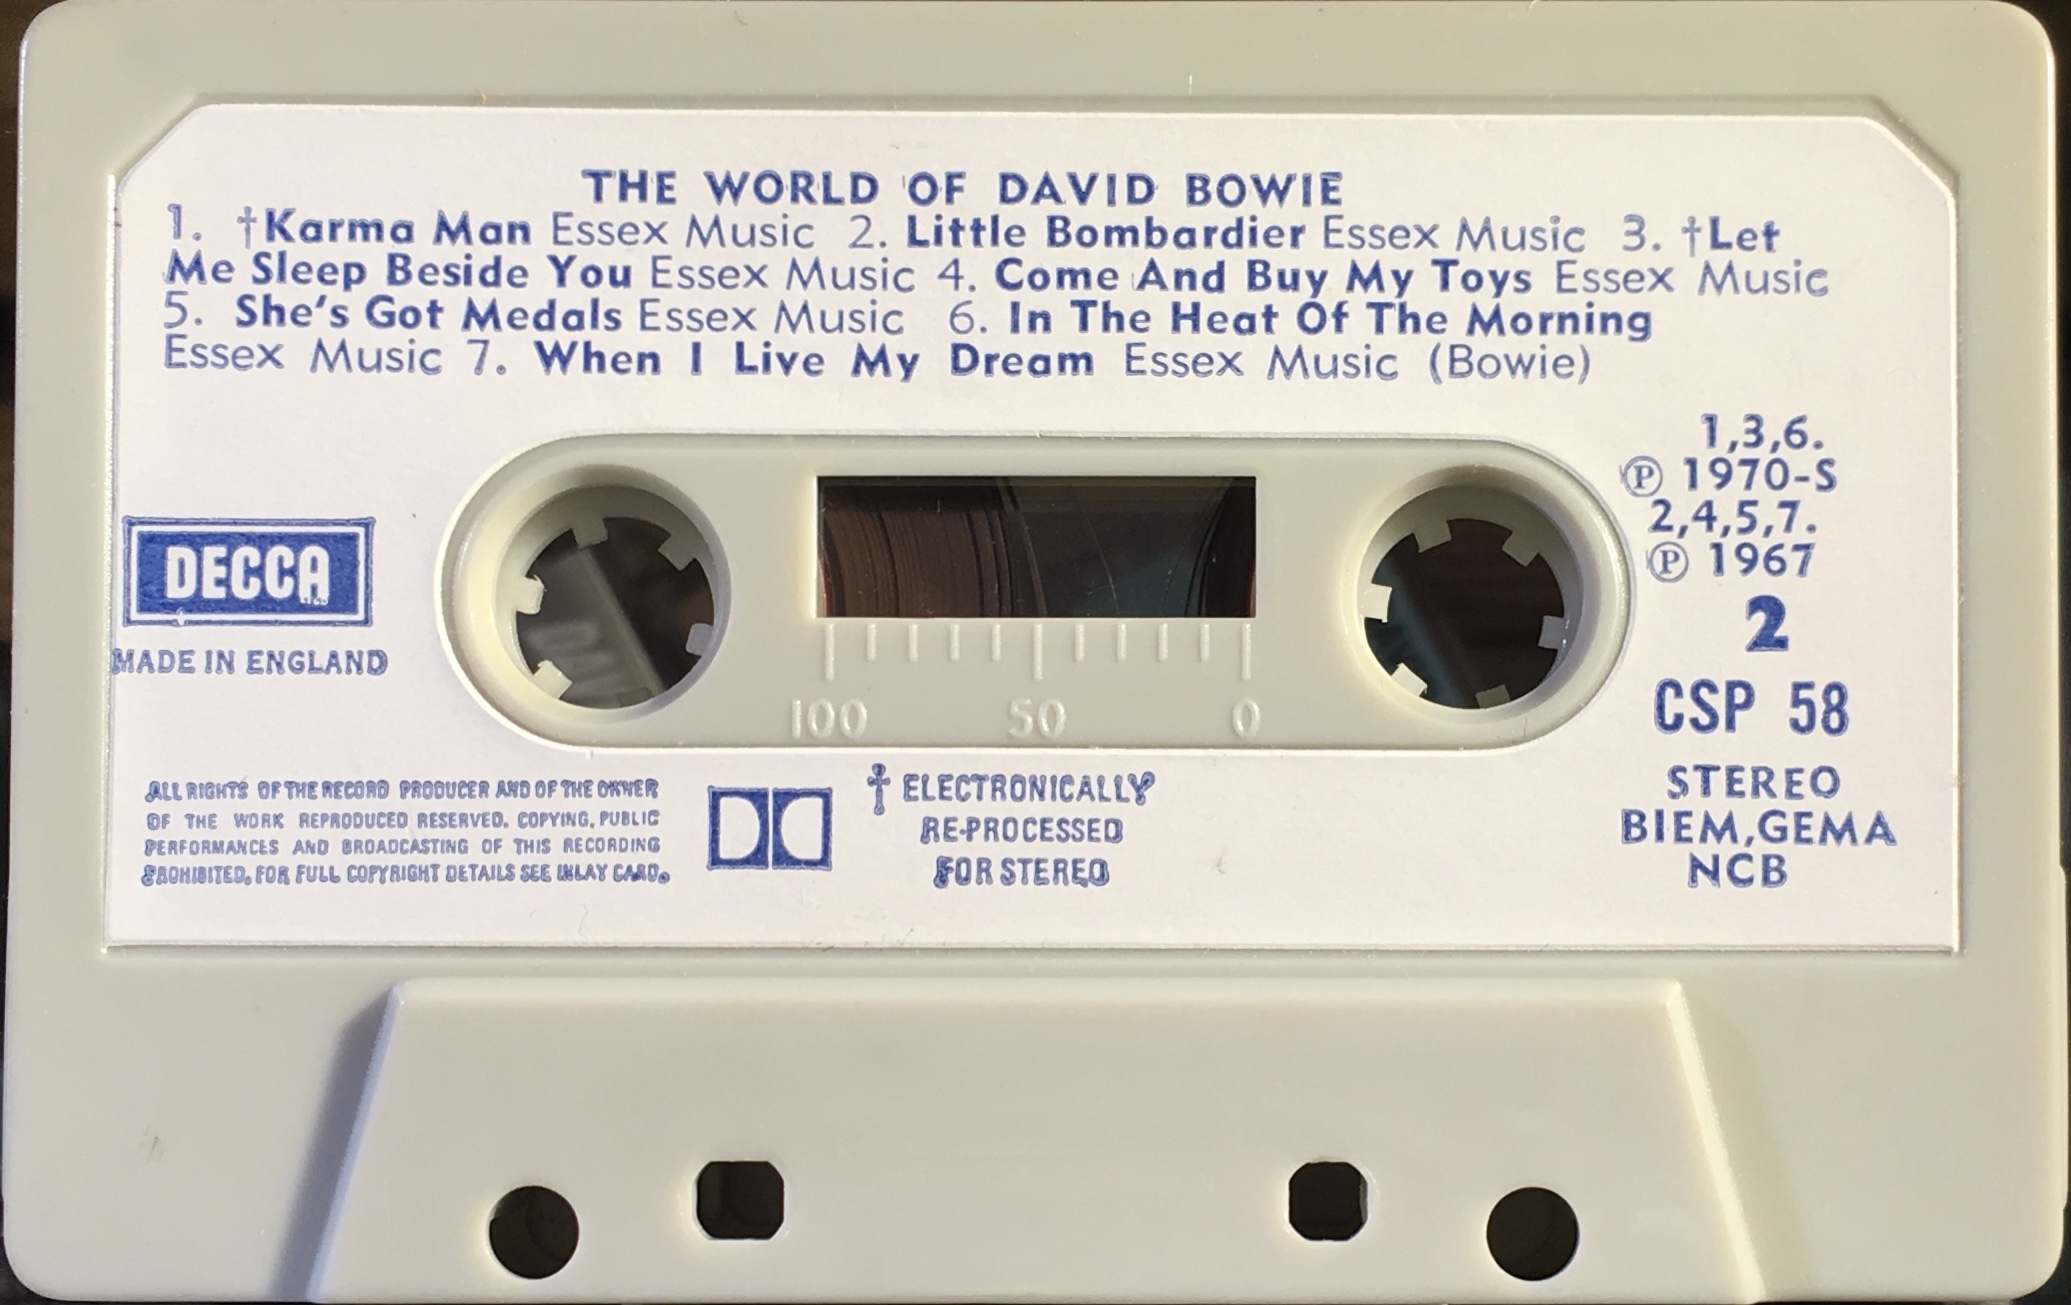 THE WORLD OF DAVID BOWIE
1. †Karma Man Essex Music 2. Little Bombardier Essex Music 3. †Let
Me Sleep Beside You Essex Music 4. Come And Buy My Toys Essex Music
5. She's Got Medals Essex Music 6. In The Heat Of The Morning
Essex Music 7. When I Live My Dream Essex Music (Bowie)
1,3,6.
℗ 1970-S
2,4,5,7.
℗ 1967
2
CSP 58
STEREO
BIEM,GEMA
NCB
DECCA
MADE IN ENGLAND
100 50 0
ALL RIGHTS OF THE RECORD PRODUCER AND OF THE OWNER
OF THE WORK REPRODUCED RESERVED. COPYING, PUBLIC
PERFORMANCES AND BROADCASTING OF THIS RECORDING
PROHIBITED. FOR FULL COPYRIGHT DETAILS SEE INLAY CARD.
† ELECTRONICALLY
RE-PROCESSED
FOR STEREO